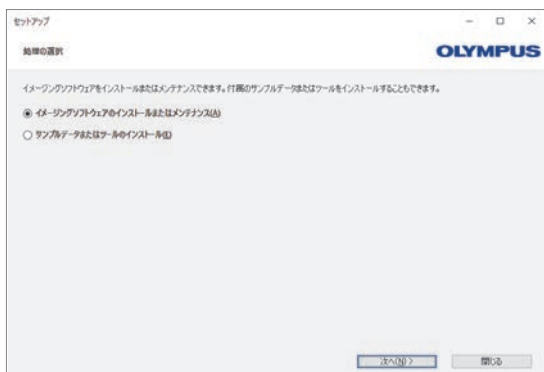 セットアップ
処理の選択
OLYMPUS
イメージングソフトウェアをインストールまたはメンテナンスできます。付属のサンプルデータまたはツールをインストールすることもできます。
イメージングソフトウェアのインストールまたはメンテナンス(A)
サンプルデータまたはツールのインストール(E)
次へ(N) >
閉じる